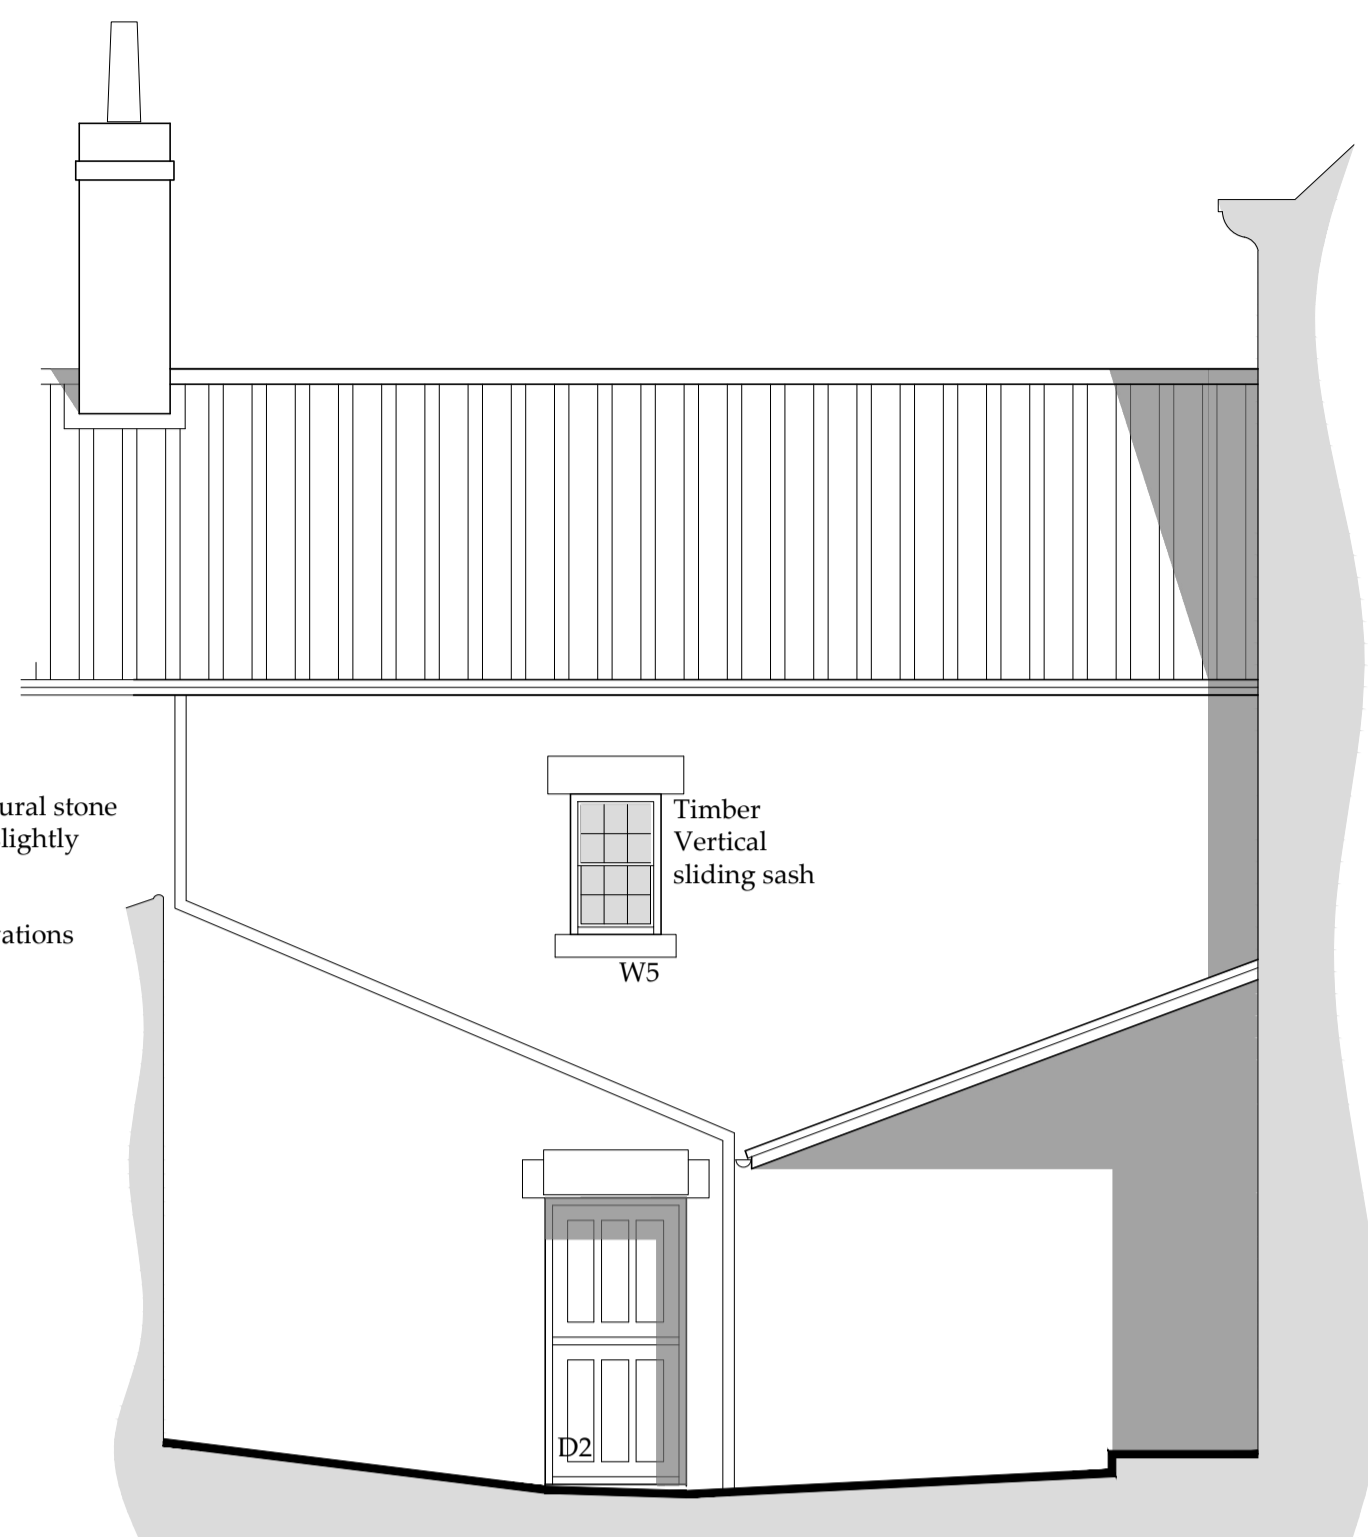 ural stone
lightly
ations
Timber
Vertical
sliding sash
W5
D2